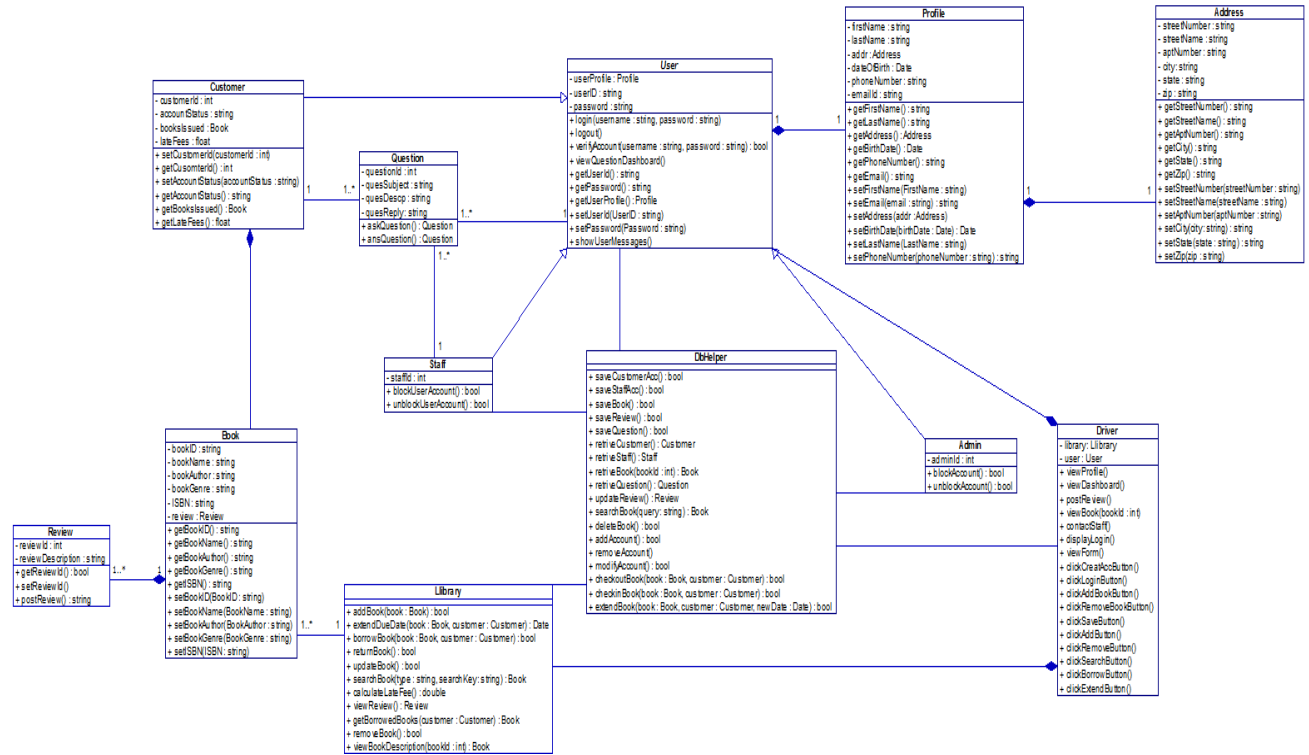 Profile
- firstName : string
- lastName : string
- addr : Address
- dateOfBirth : Date
- phoneNumber : string
- emailId : string
+ getFirstName() : string
+ getLastName() : string
+ getAddress() : Address
+ getBirthDate() : Date
+ getPhoneNumber() : string
+ getEmail() : string
+ setFirstName(FirstName : string)
+ setEmail(email : string) : string
+ setAddress(addr : Address)
+ setBirthDate(birthDate : Date) : Date
+ setLastName(LastName : string)
+ setPhoneNumber(phoneNumber : string) : string
Address
- streetNumber : string
- streetName : string
- aptNumber : string
- city: string
- state : string
- zip : string
+ getStreetNumber() : string
+ getStreetName() : string
+ getAptNumber() : string
+ getCity() : string
+ getState() : string
+ getZip() : string
+ setStreetNumber(streetNumber : string)
+ setStreetName(streetName : string)
+ setAptNumber(aptNumber : string)
+ setCity(city: string) : string
+ setState(state : string) : string
+ setZip(zip : string)
User
- userProfile : Profile
- userID : string
- password : string
+ login(username : string, password : string)
+ logout()
+ verifyAccount(username : string, password : string) : bool
+ viewQuestionDashboard()
+ getUserId() : string
+ getPassword() : string
+ getUserProfile() : Profile
+ setUserId(UserID : string)
+ setPassword(Password : string)
+ showUserMessages()
Customer
- customerId : int
- accountStatus : string
- booksIssued : Book
- lateFees : float
+ setCustomerId(customerId : int)
+ getCusomterId() : int
+ setAccountStatus(accountStatus : string)
+ getAccountStatus() : string
+ getBooksIssued() : Book
+ getLateFees() : float
Question
- questionId : int
- quesSubject : string
- quesDescp : string
- quesReply : string
+ askQuestion() : Question
+ ansQuestion() : Question
1
1..*
1..*
1
1
1
1
1
1..*
1
Staff
- staffId : int
+ blockUserAccount() : bool
+ unblockUserAccount() : bool
DbHelper
+ saveCustomerAcc() : bool
+ saveStaffAcc() : bool
+ saveBook() : bool
+ saveReview() : bool
+ saveQuestion() : bool
+ retriveCustomer() : Customer
+ retriveStaff() : Staff
+ retriveBook(bookId : int) : Book
+ retriveQuestion() : Question
+ updateReview() : Review
+ searchBook(query: string) : Book
+ deleteBook() : bool
+ addAccount() : bool
+ removeAccount()
+ modifyAccount() : bool
+ checkoutBook(book : Book, customer : Customer) : bool
+ checkinBook(book : Book, customer : Customer) : bool
+ extendBook(book : Book, customer : Customer, newDate : Date) : bool
Admin
- adminId : int
+ blockAccount() : bool
+ unblockAccount() : bool
Driver
- library: Llibrary
- user : User
+ viewProfile()
+ viewDashboard()
+ postReview()
+ viewBook(bookId : int)
+ contactStaff()
+ displayLogin()
+ viewForm()
+ clickCreatAccButton()
+ clickLoginButton()
+ clickAddBookButton()
+ clickRemoveBookButton()
+ clickSaveButton()
+ clickAddButton()
+ clickRemoveButton()
+ clickSearchButton()
+ clickBorrowButton()
+ clickExtendButton()
Book
- bookID : string
- bookName : string
- bookAuthor : string
- bookGenre : string
- ISBN : string
- review : Review
+ getBookID() : string
+ getBookName() : string
+ getBookAuthor() : string
+ getBookGenre() : string
+ getISBN() : string
+ setBookID(BookID : string)
+ setBookName(BookName : string)
+ setBookAuthor(BookAuthor : string)
+ setBookGenre(BookGenre : string)
+ setISBN(ISBN : string)
Review
- reviewId : int
- reviewDescription : string
+ getReviewId() : bool
+ setReviewId()
+ postReview() : string
1..*
1
1..*
1
Llibrary
+ addBook(book : Book) : bool
+ extendDueDate(book : Book, customer : Customer) : Date
+ borrowBook(book : Book, customer : Customer) : bool
+ returnBook() : bool
+ updateBook() : bool
+ searchBook(type : string, searchKey: string) : Book
+ calculateLateFee() : double
+ viewReview() : Review
+ getBorrowedBooks(customer : Customer) : Book
+ removeBook() : bool
+ viewBookDescription(bookId : int) : Book